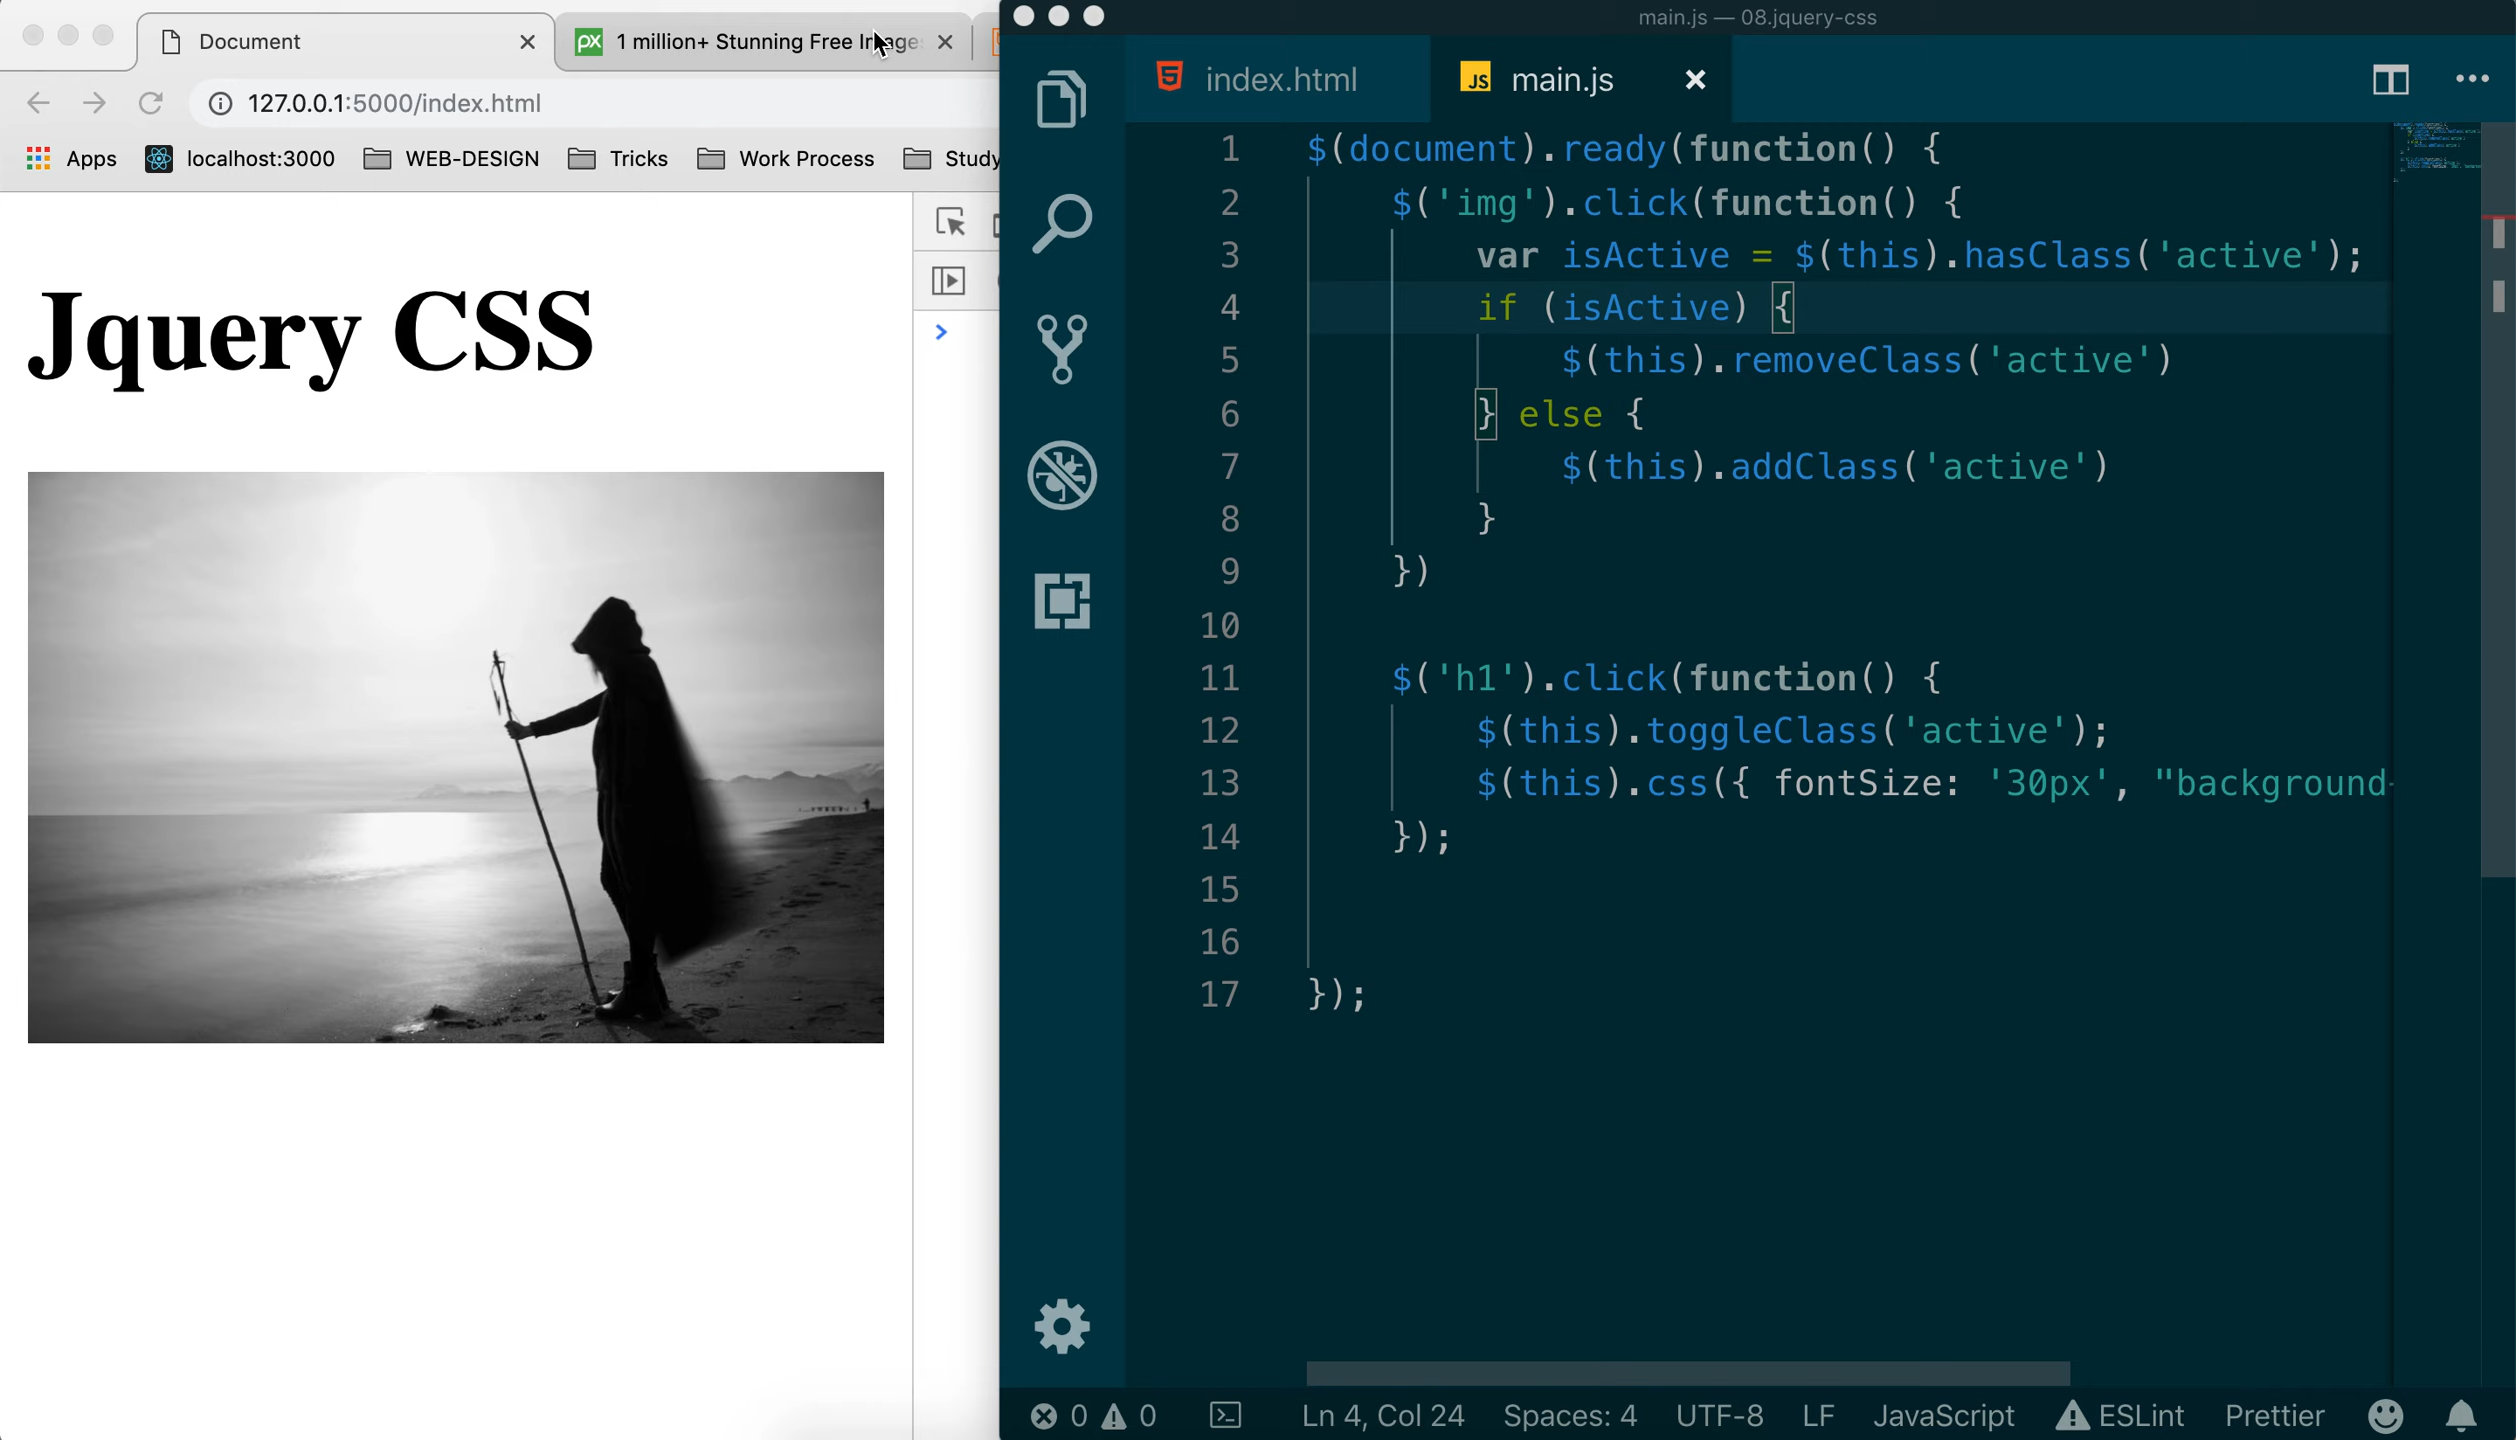 Document
1 million+ Stunning Free Image
127.0.0.1:5000/index.html
Apps
localhost:3000
WEB-DESIGN
Tricks
Work Process
Study
Jquery CSS
main.js — 08.jquery-css
index.html
JS main.js
1 $(document).ready(function() {
2 $('img').click(function() {
3 var isActive = $(this).hasClass('active');
4 if (isActive) {
5 $(this).removeClass('active')
6 } else {
7 $(this).addClass('active')
8 }
9 })
10
11 $('h1').click(function() {
12 $(this).toggleClass('active');
13 $(this).css({ fontSize: '30px', "background-
14 });
15
16
17 });
0 0 Ln 4, Col 24 Spaces: 4 UTF-8 LF JavaScript ESLint Prettier